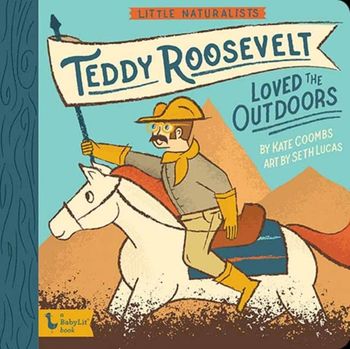 LITTLE NATURALISTS
TEDDY ROOSEVELT
LOVED THE
OUTDOORS
BY KATE COOMBS
ART BY SETH LUCAS
a
BabyLit®
book